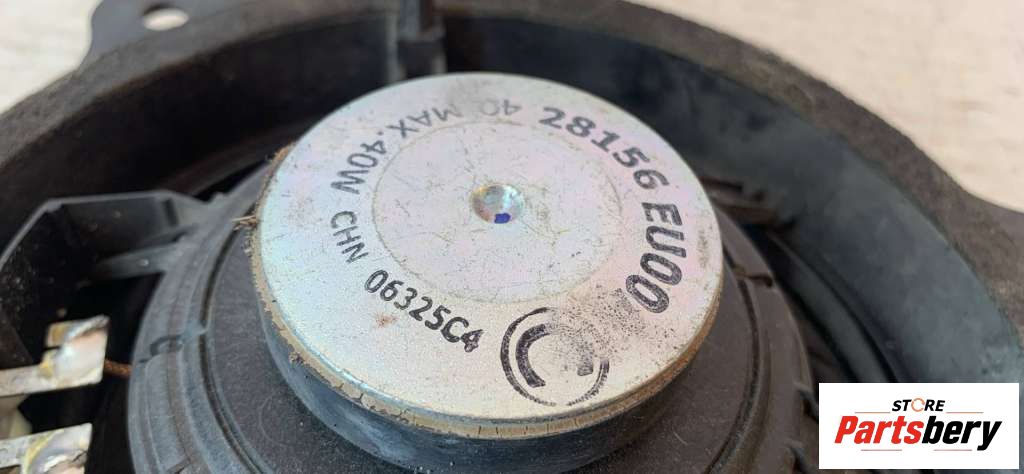 28156 EU00
4Ω MAX.40W CHN 06325C4
STORE
Partsbery